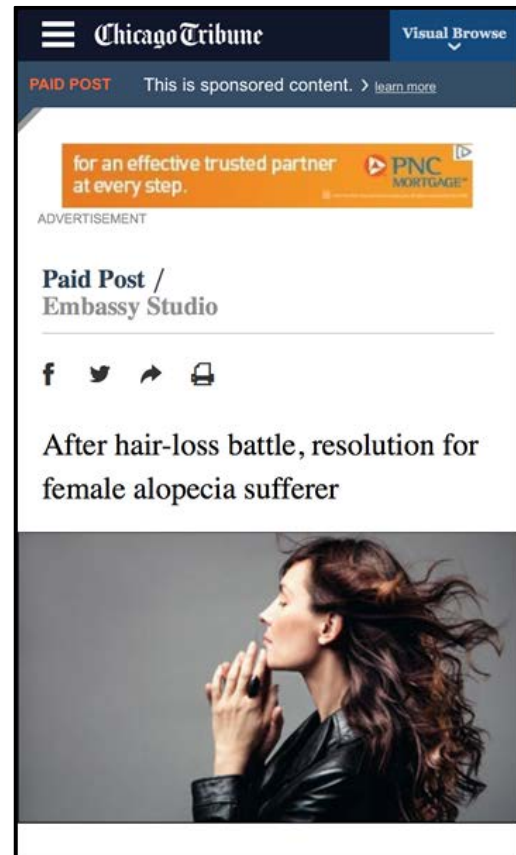 Chicago Tribune
Visual Browse
PAID POST This is sponsored content. > learn more
for an effective trusted partner
at every step.
PNC
MORTGAGE
ADVERTISEMENT
Paid Post /
Embassy Studio
After hair-loss battle, resolution for
female alopecia sufferer